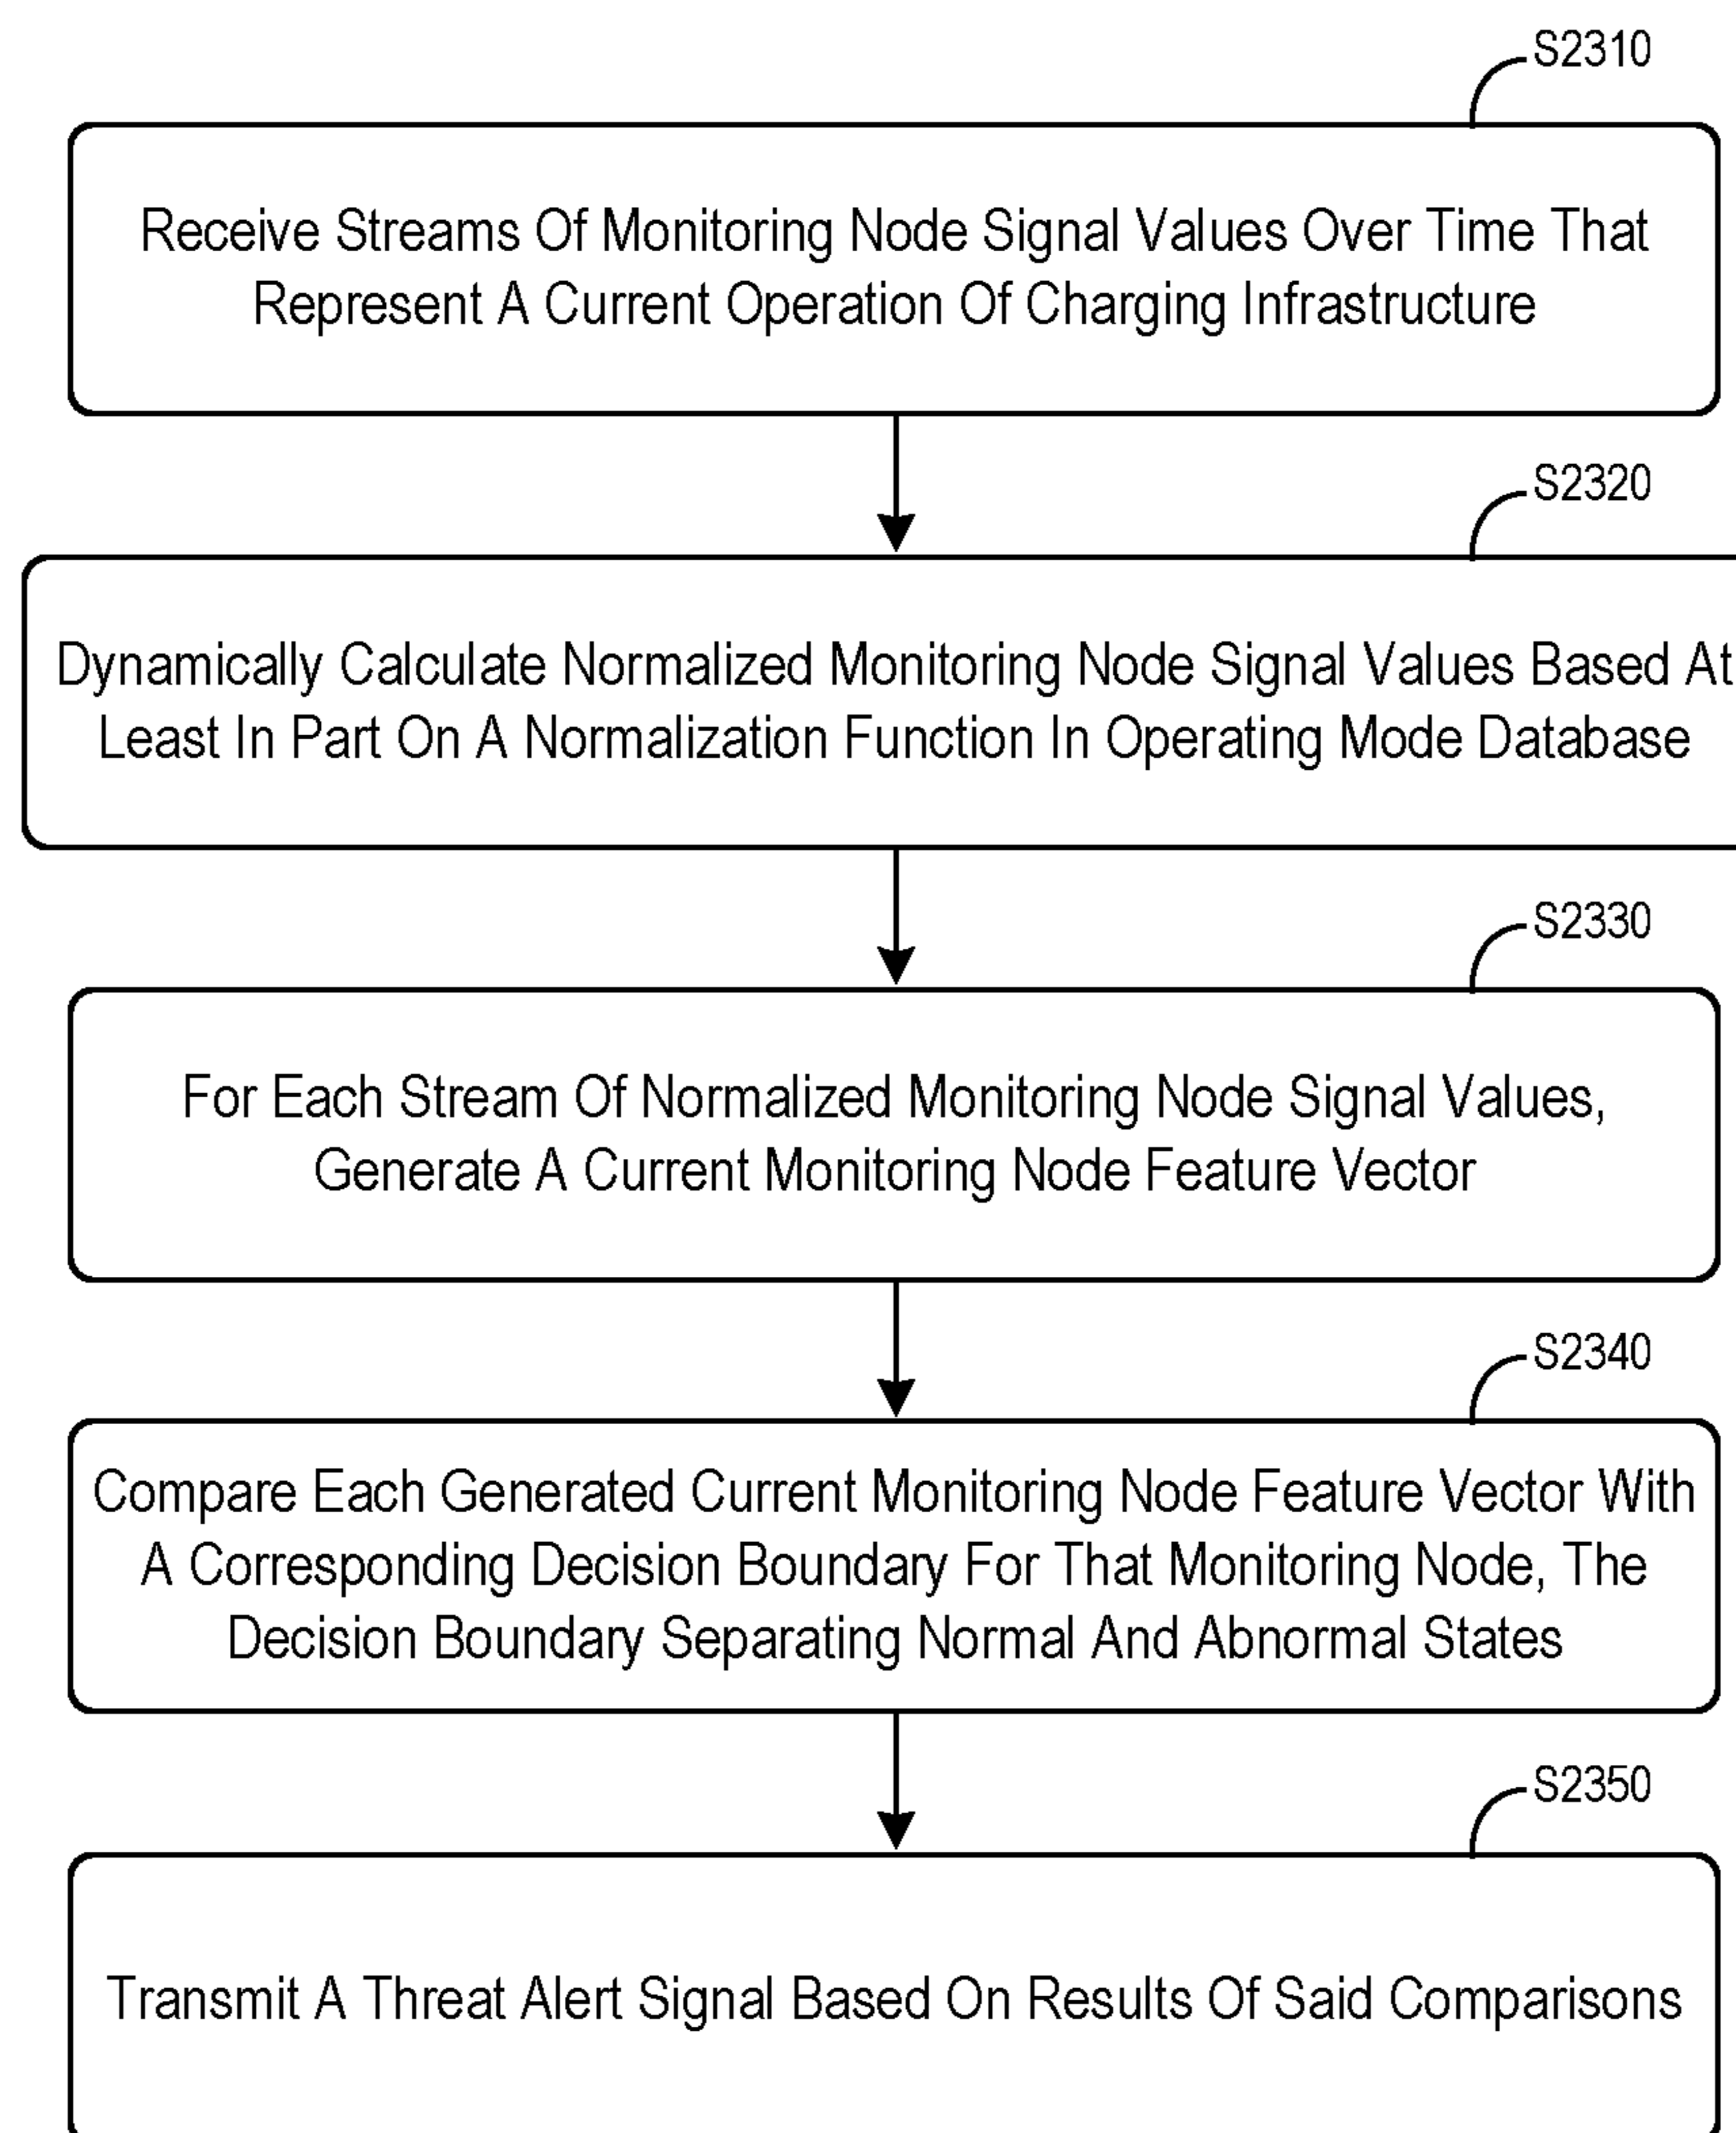 S2310
Receive Streams Of Monitoring Node Signal Values Over Time That
Represent A Current Operation Of Charging Infrastructure
S2320
Dynamically Calculate Normalized Monitoring Node Signal Values Based At
Least In Part On A Normalization Function In Operating Mode Database
S2330
For Each Stream Of Normalized Monitoring Node Signal Values,
Generate A Current Monitoring Node Feature Vector
S2340
Compare Each Generated Current Monitoring Node Feature Vector With
A Corresponding Decision Boundary For That Monitoring Node, The
Decision Boundary Separating Normal And Abnormal States
S2350
Transmit A Threat Alert Signal Based On Results Of Said Comparisons